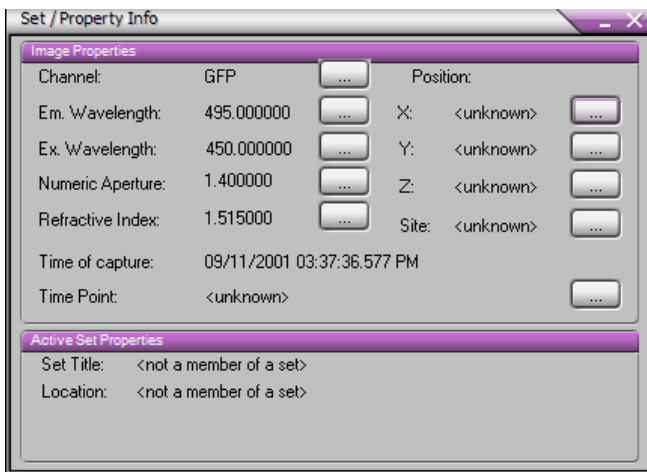 Set / Property Info
Image Properties
Channel: GFP ... Position:
Em. Wavelength: 495.000000 ... X: <unknown> ...
Ex. Wavelength: 450.000000 ... Y: <unknown> ...
Numeric Aperture: 1.400000 ... Z: <unknown> ...
Refractive Index: 1.515000 ... Site: <unknown> ...
Time of capture: 09/11/2001 03:37:36.577 PM
Time Point: <unknown> ...
Active Set Properties
Set Title: <not a member of a set>
Location: <not a member of a set>